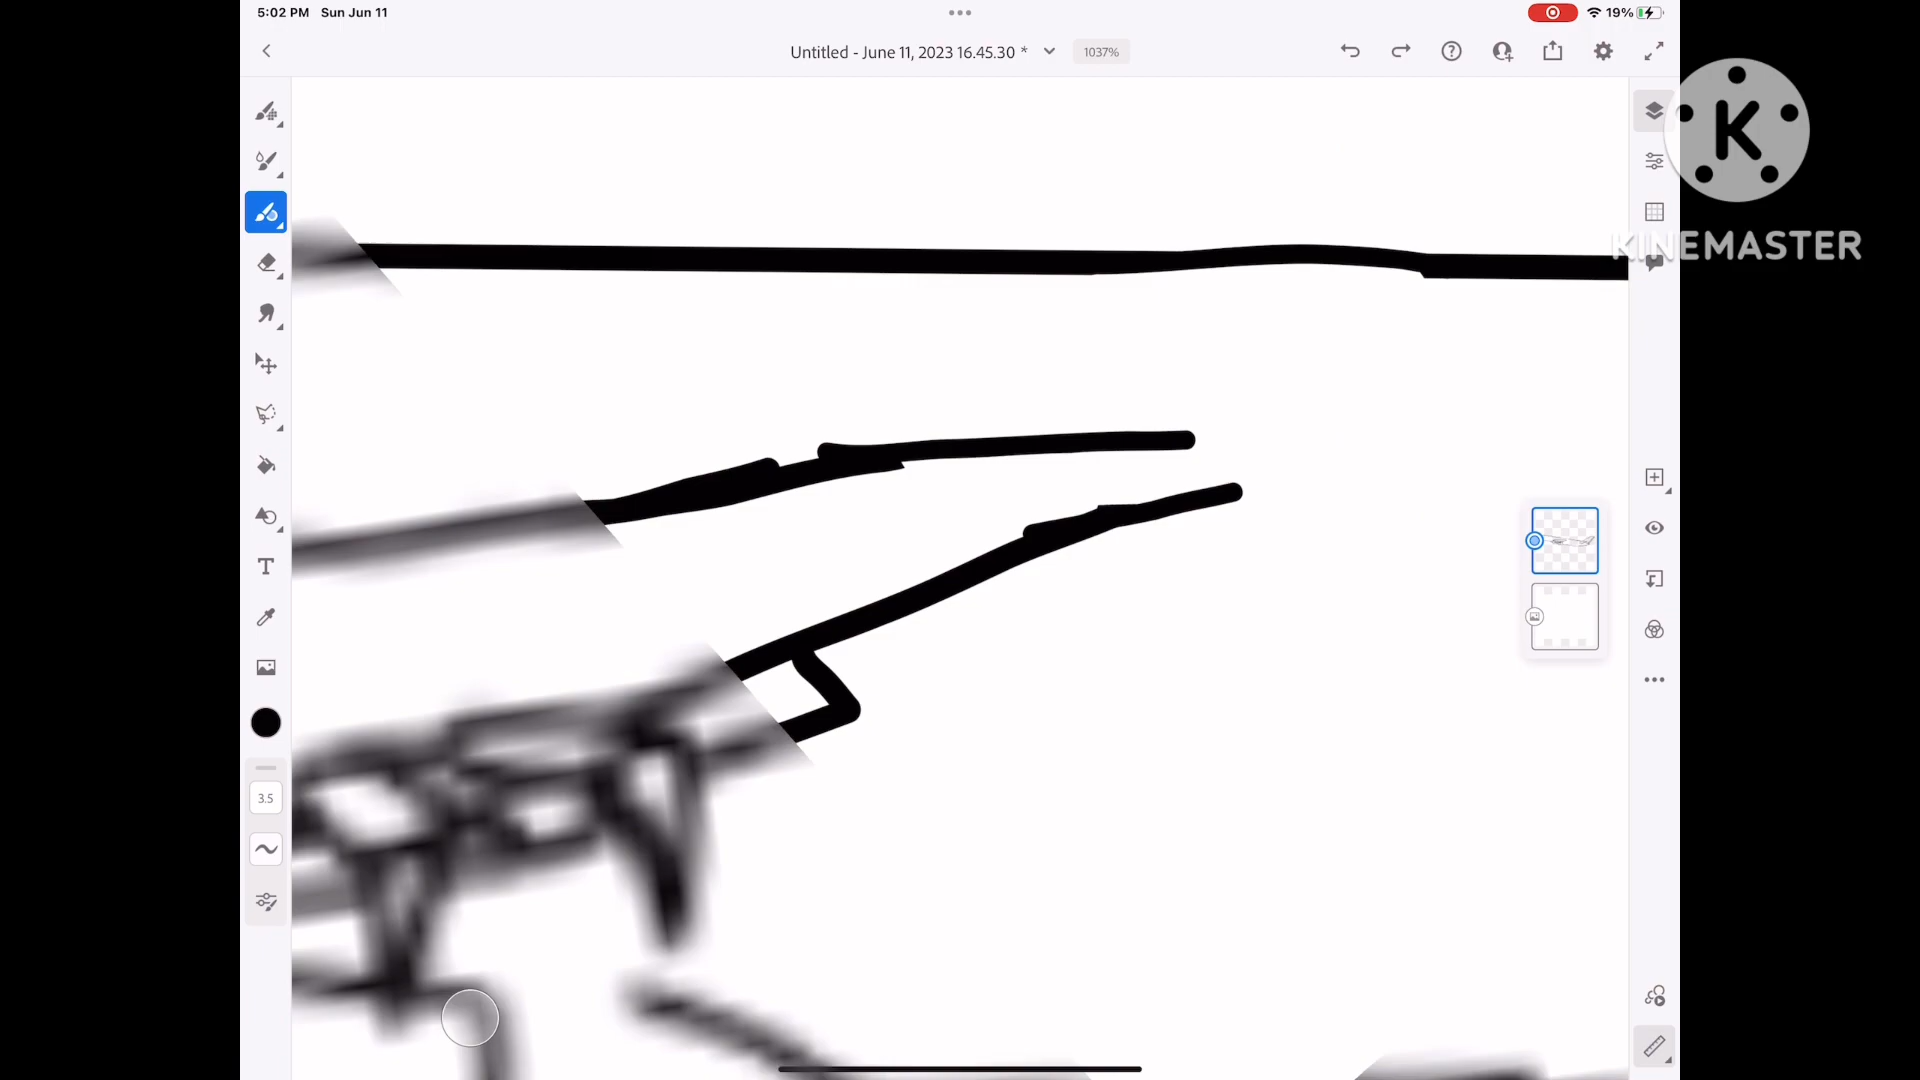 5:02 PM Sun Jun 11
19%
Untitled - June 11, 2023 16.45.30 *
1037%
K
KINEMASTER
T
3.5